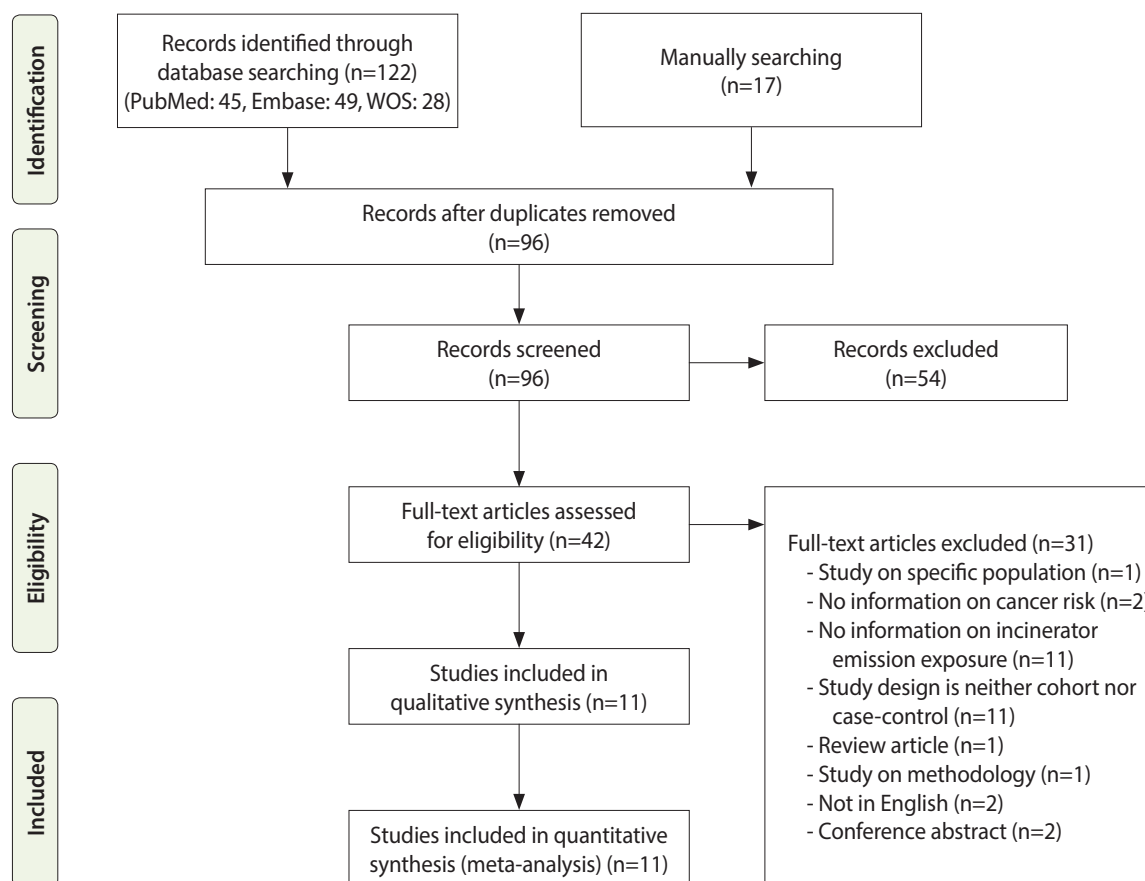 Identification
Records identified through
database searching (n=122)
(PubMed: 45, Embase: 49, WOS: 28)
Manually searching
(n=17)
Records after duplicates removed
(n=96)
Screening
Records screened
(n=96)
Records excluded
(n=54)
Eligibility
Full-text articles assessed
for eligibility (n=42)
Full-text articles excluded (n=31)
- Study on specific population (n=1)
- No information on cancer risk (n=2)
- No information on incinerator
emission exposure (n=11)
- Study design is neither cohort nor
case-control (n=11)
- Review article (n=1)
- Study on methodology (n=1)
- Not in English (n=2)
- Conference abstract (n=2)
Studies included in
qualitative synthesis (n=11)
Included
Studies included in quantitative
synthesis (meta-analysis) (n=11)